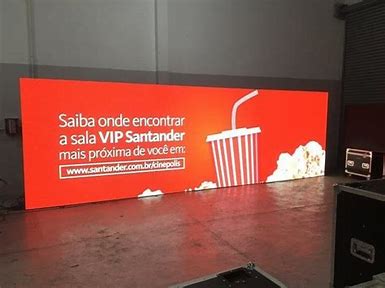 Saiba onde encontrar
a sala VIP Santander
mais próxima de você em:
www.santander.com.br/cinepolis